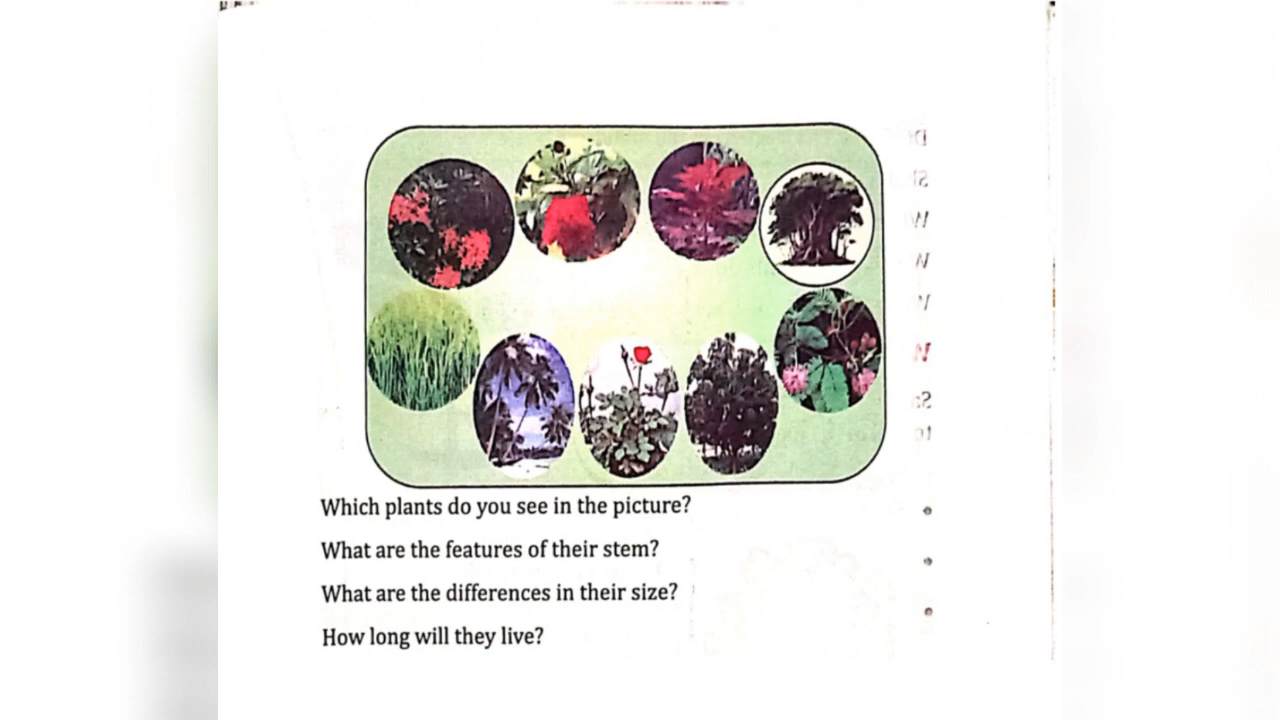 Which plants do you see in the picture?
What are the features of their stem?
What are the differences in their size?
How long will they live?